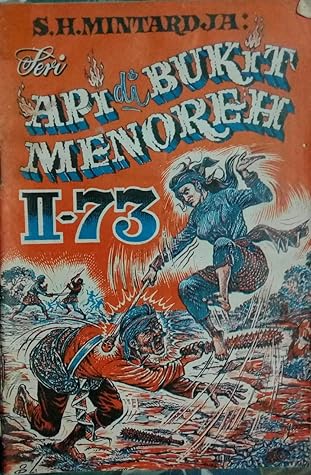 S.H. MINTARDJA:
Seri
API di BUKIT
MENOREH
II-73